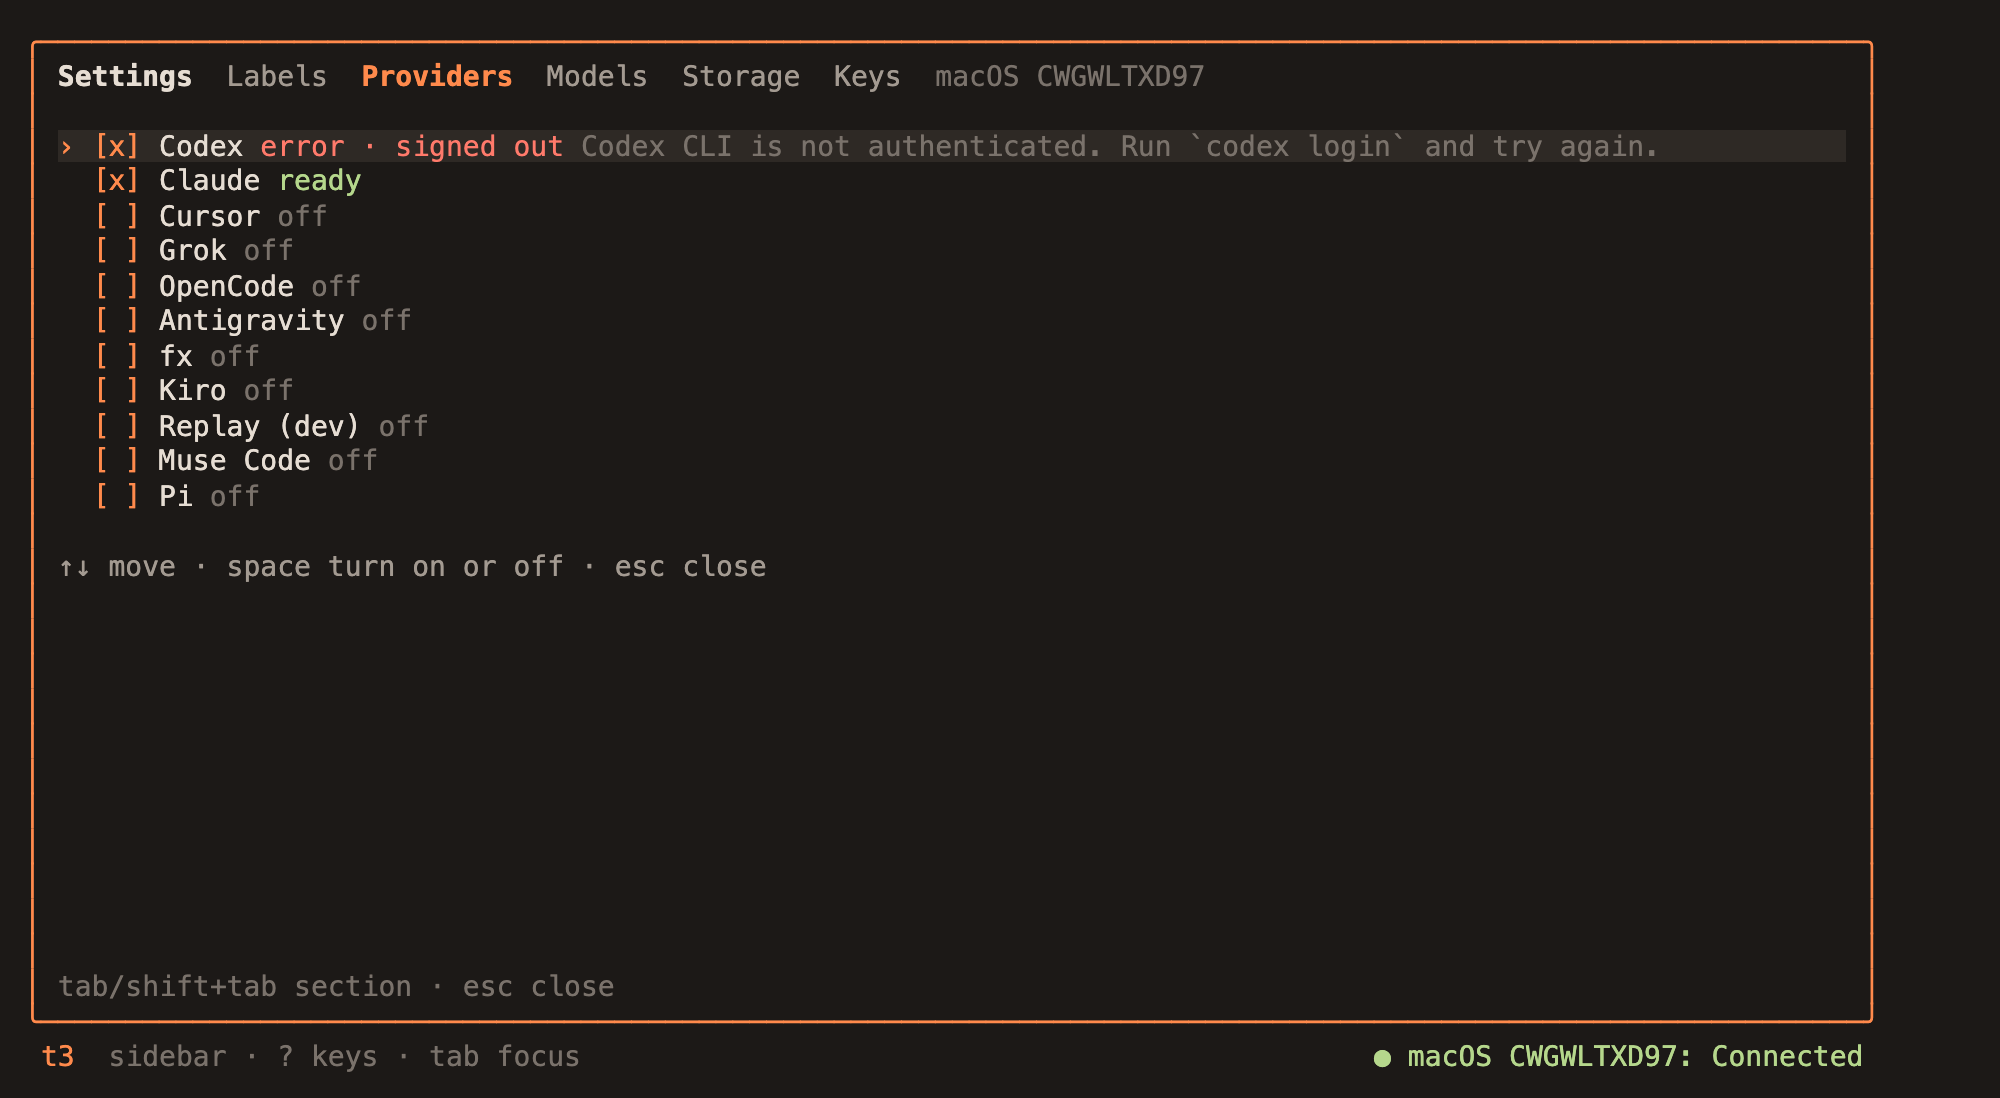 Settings Labels Providers Models Storage Keys macOS CWGWLTXD97
› [x] Codex error · signed out Codex CLI is not authenticated. Run `codex login` and try again.
[x] Claude ready
[ ] Cursor off
[ ] Grok off
[ ] OpenCode off
[ ] Antigravity off
[ ] fx off
[ ] Kiro off
[ ] Replay (dev) off
[ ] Muse Code off
[ ] Pi off
↑↓ move · space turn on or off · esc close
tab/shift+tab section · esc close
t3 sidebar · ? keys · tab focus ● macOS CWGWLTXD97: Connected